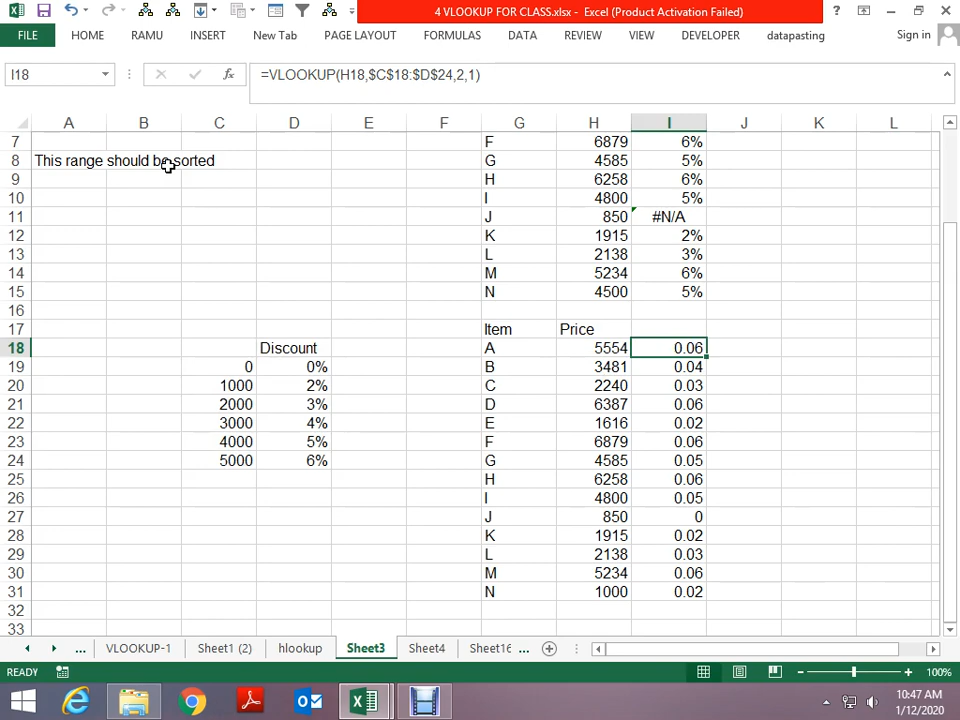 4 VLOOKUP FOR CLASS.xlsx - Excel (Product Activation Failed)
FILE HOME RAMU INSERT New Tab PAGE LAYOUT FORMULAS DATA REVIEW VIEW DEVELOPER datapasting Sign in
I18 fx =VLOOKUP(H18,$C$18:$D$24,2,1)
A B C D E F G H I J K L
7 F 6879 6%
8 This range should be sorted G 4585 5%
9 H 6258 6%
10 I 4800 5%
11 J 850 #N/A
12 K 1915 2%
13 L 2138 3%
14 M 5234 6%
15 N 4500 5%
16
17 Item Price
18 Discount A 5554 0.06
19 0 0% B 3481 0.04
20 1000 2% C 2240 0.03
21 2000 3% D 6387 0.06
22 3000 4% E 1616 0.02
23 4000 5% F 6879 0.06
24 5000 6% G 4585 0.05
25 H 6258 0.06
26 I 4800 0.05
27 J 850 0
28 K 1915 0.02
29 L 2138 0.03
30 M 5234 0.06
31 N 1000 0.02
32
33
... VLOOKUP-1 Sheet1 (2) hlookup Sheet3 Sheet4 Sheet16 ...
READY 100%
10:47 AM
1/12/2020